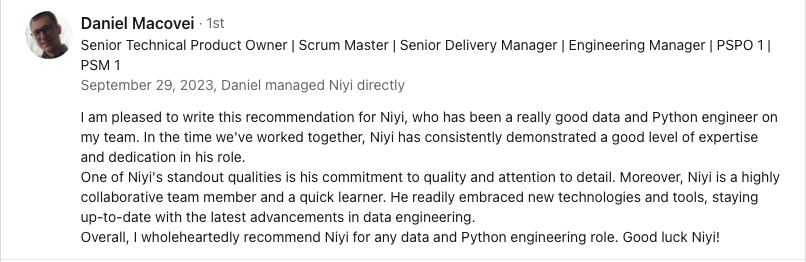 Daniel Macovei · 1st
Senior Technical Product Owner | Scrum Master | Senior Delivery Manager | Engineering Manager | PSPO 1 |
PSM 1
September 29, 2023, Daniel managed Niyi directly
I am pleased to write this recommendation for Niyi, who has been a really good data and Python engineer on
my team. In the time we've worked together, Niyi has consistently demonstrated a good level of expertise
and dedication in his role.
One of Niyi's standout qualities is his commitment to quality and attention to detail. Moreover, Niyi is a highly
collaborative team member and a quick learner. He readily embraced new technologies and tools, staying
up-to-date with the latest advancements in data engineering.
Overall, I wholeheartedly recommend Niyi for any data and Python engineering role. Good luck Niyi!